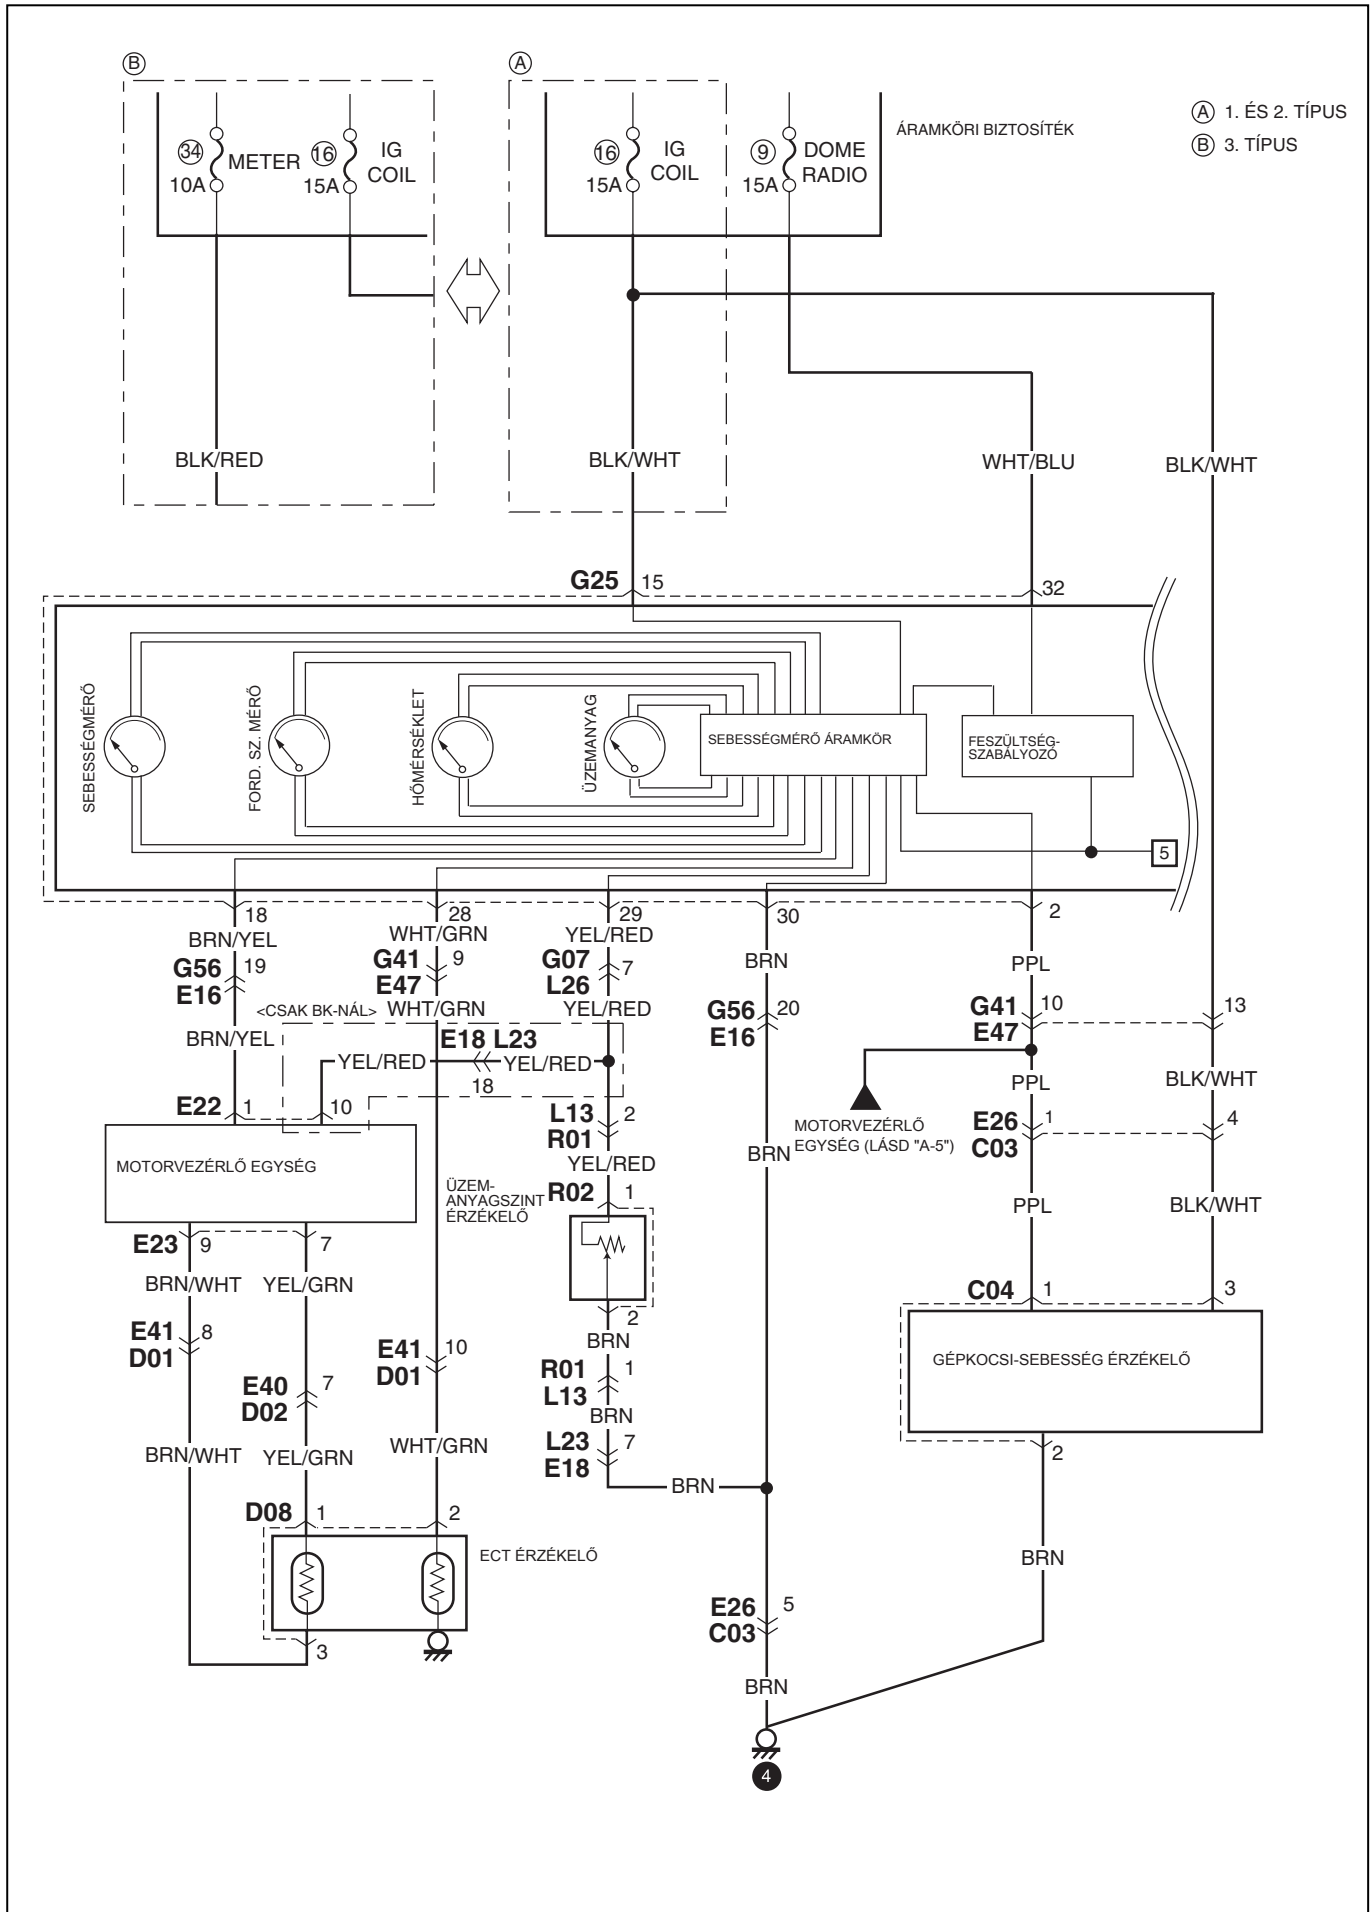 B
A
A 1. ÉS 2. TÍPUS
B 3. TÍPUS
34
METER
10A
16
IG
COIL
15A
16
IG
COIL
15A
9
DOME
RADIO
15A
ÁRAMKÖRI BIZTOSÍTÉK
BLK/RED
BLK/WHT
WHT/BLU
BLK/WHT
G25
15
32
SEBESSÉGMÉRŐ
FORD. SZ. MÉRŐ
HŐMÉRSÉKLET
ÜZEMANYAG
SEBESSÉGMÉRŐ ÁRAMKÖR
FESZÜLTSÉG-
SZABÁLYOZÓ
5
18
28
29
30
2
BRN/YEL
WHT/GRN
YEL/RED
BRN
PPL
G56
E16
19
G41
E47
9
G07
L26
7
G56
E16
20
G41
E47
10
13
<CSAK BK-NÁL>
WHT/GRN
YEL/RED
BRN/YEL
YEL/RED
E18 L23
18
YEL/RED
PPL
BLK/WHT
E22
1
10
L13
R01
2
MOTORVEZÉRLŐ
EGYSÉG (LÁSD "A-5")
E26
C03
1
4
BRN
MOTORVEZÉRLŐ EGYSÉG
YEL/RED
ÜZEM-
ANYAGSZINT
ÉRZÉKELŐ
R02
1
PPL
BLK/WHT
E23
9
7
BRN/WHT
YEL/GRN
2
BRN
C04
1
3
E41
D01
8
E40
D02
7
E41
D01
10
R01
L13
1
BRN
GÉPKOCSI-SEBESSÉG ÉRZÉKELŐ
BRN/WHT
YEL/GRN
WHT/GRN
L23
E18
7
BRN
2
D08
1
2
ECT ÉRZÉKELŐ
BRN
3
E26
C03
5
BRN
4